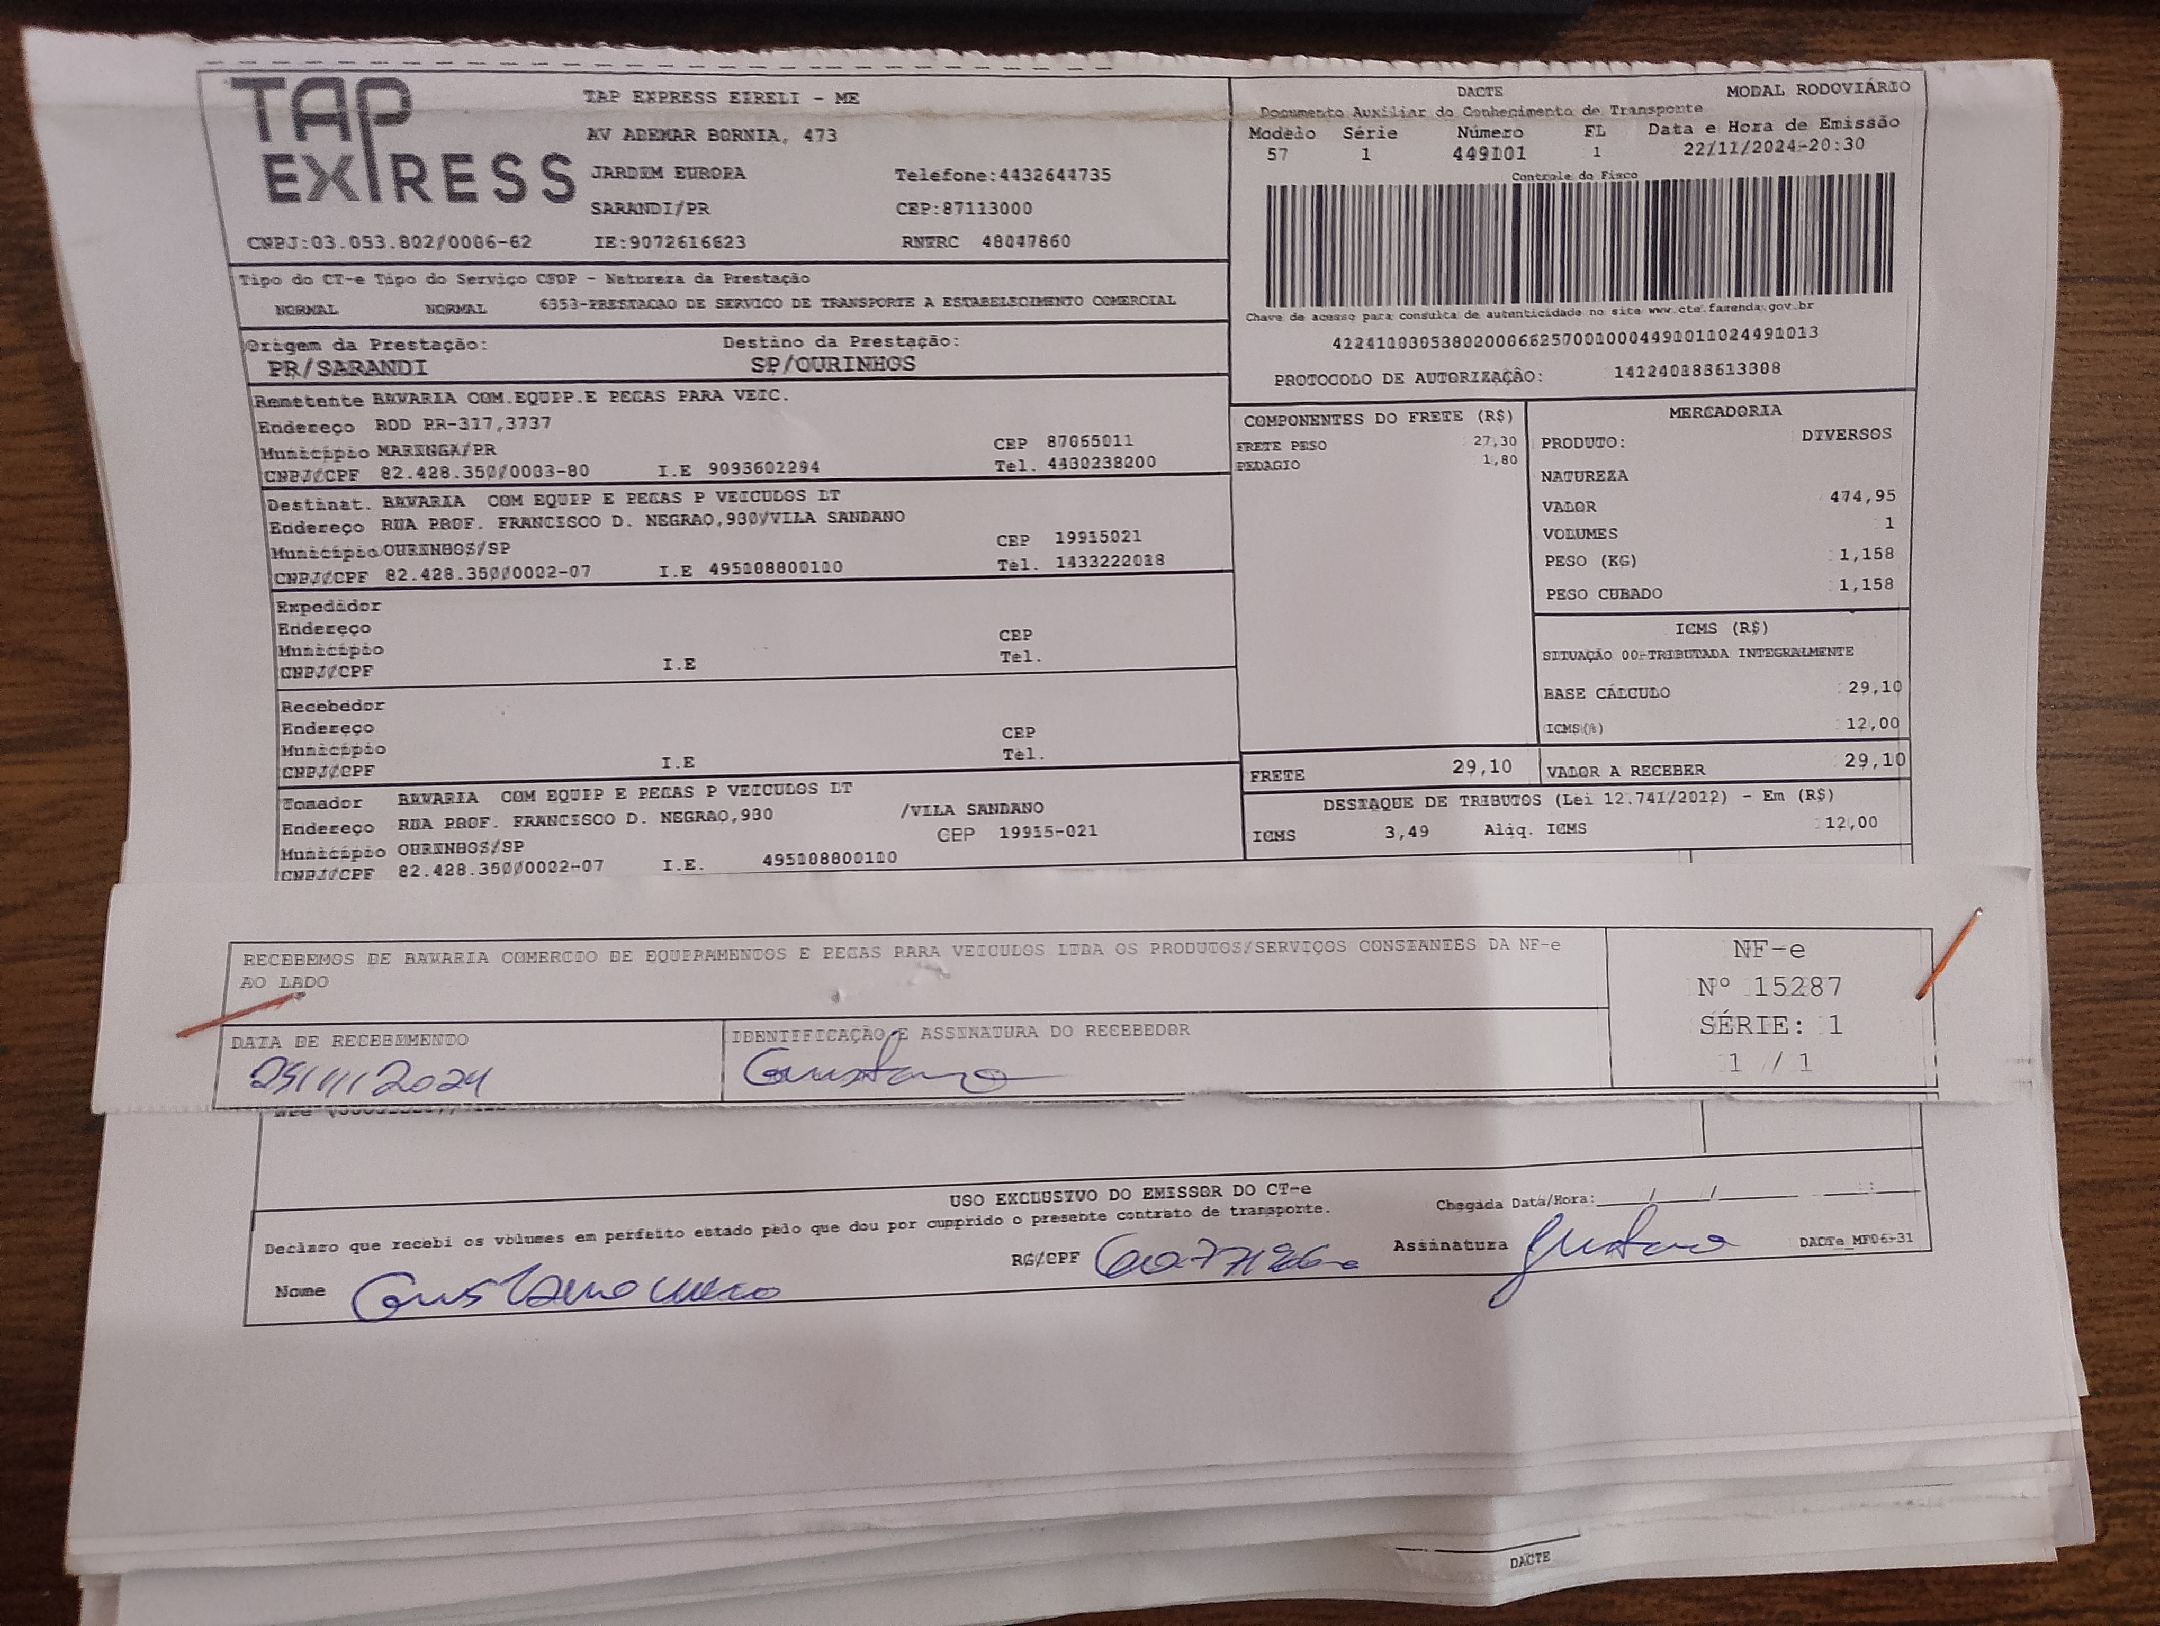 TAP EXPRESS
TAP EXPRESS EIRELI - ME
AV ADEMAR BORNIA, 473
JARDIM EUROPA Telefone:4432644735
SARANDI/PR CEP:87113000
CNPJ:03.053.802/0006-62 IE:9072616623 RNTRC 48047860
DACTE MODAL RODOVIÁRIO
Documento Auxiliar do Conhecimento de Transporte
Modelo Série Número FL Data e Hora de Emissão
57 1 449101 1 22/11/2024-20:30
Controle do Fisco
Chave de acesso para consulta de autenticidade no site www.cte.fazenda.gov.br
41241103053802000662570010004491011024491013
PROTOCOLO DE AUTORIZAÇÃO: 141240283613308
Tipo do CT-e Tipo do Serviço CFOP - Natureza da Prestação
NORMAL NORMAL 6353-PRESTACAO DE SERVICO DE TRANSPORTE A ESTABELECIMENTO COMERCIAL
Origem da Prestação: Destino da Prestação:
PR/SARANDI SP/OURINHOS
Remetente BAVARIA COM.EQUIP.E PECAS PARA VEIC.
Endereço ROD PR-317,3737
Município MARINGA/PR CEP 87065011
CNPJ/CPF 82.428.350/0003-80 I.E 9093602294 Tel. 4430238200
Destinat. BAVARIA COM EQUIP E PECAS P VEICULOS LT
Endereço RUA PROF. FRANCISCO D. NEGRAO,930/VILA SANDANO
Município OURINHOS/SP CEP 19915021
CNPJ/CPF 82.428.350/0002-07 I.E 495108800100 Tel. 1433222018
Expedidor
Endereço CEP
Município Tel.
CNPJ/CPF I.E
Recebedor
Endereço CEP
Município Tel.
CNPJ/CPF I.E
Tomador BAVARIA COM EQUIP E PECAS P VEICULOS LT
Endereço RUA PROF. FRANCISCO D. NEGRAO,930 /VILA SANDANO
Município OURINHOS/SP CEP 19915-021
CNPJ/CPF 82.428.350/0002-07 I.E. 495108800100
COMPONENTES DO FRETE (R$)
FRETE PESO 27,30
PEDAGIO 1,80
MERCADORIA
PRODUTO: DIVERSOS
NATUREZA
VALOR 474,95
VOLUMES 1
PESO (KG) 1,158
PESO CUBADO 1,158
ICMS (R$)
SITUAÇÃO 00-TRIBUTADA INTEGRALMENTE
BASE CÁLCULO 29,10
ICMS(%) 12,00
FRETE 29,10 VALOR A RECEBER 29,10
DESTAQUE DE TRIBUTOS (Lei 12.741/2012) - Em (R$)
ICMS 3,49 Aliq. ICMS 12,00
RECEBEMOS DE BAVARIA COMERCIO DE EQUIPAMENTOS E PECAS PARA VEICULOS LTDA OS PRODUTOS/SERVIÇOS CONSTANTES DA NF-e
AO LADO
DATA DE RECEBIMENTO IDENTIFICAÇÃO E ASSINATURA DO RECEBEDOR
25/11/2024 Gustavo
NF-e
Nº 15287
SÉRIE: 1
1 / 1
USO EXCLUSIVO DO EMISSOR DO CT-e
Declaro que recebi os volumes em perfeito estado pelo que dou por cumprido o presente contrato de transporte.
Chegada Data/Hora: / / :
Nome Gustavo RG/CPF Assinatura Gustavo DACTe_MF06-31
DACTE